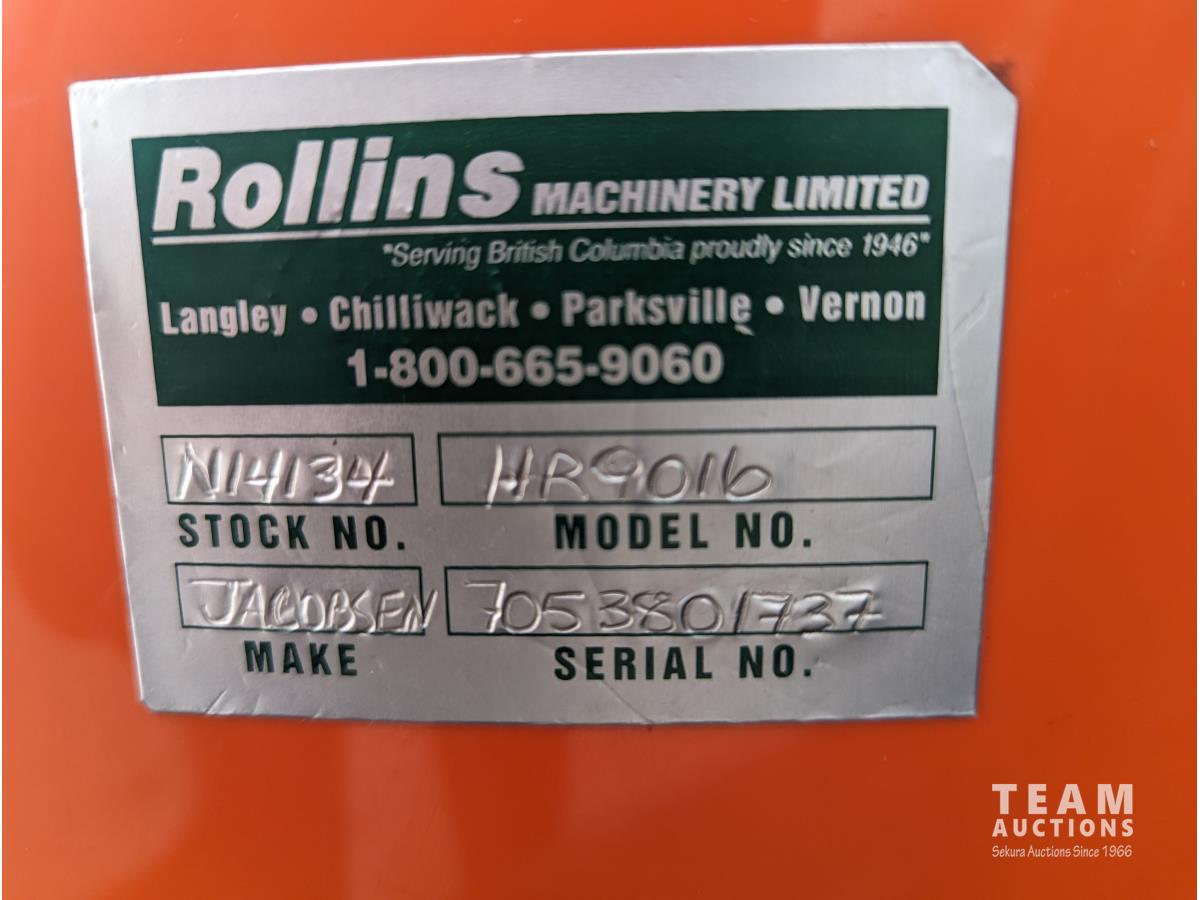 Rollins MACHINERY LIMITED
"Serving British Columbia proudly since 1946"
Langley • Chilliwack • Parksville • Vernon
1-800-665-9060
N14134 HR9016
STOCK NO. MODEL NO.
JACOBSEN 7053801737
MAKE SERIAL NO.
TEAM
AUCTIONS
Sekura Auctions Since 1966